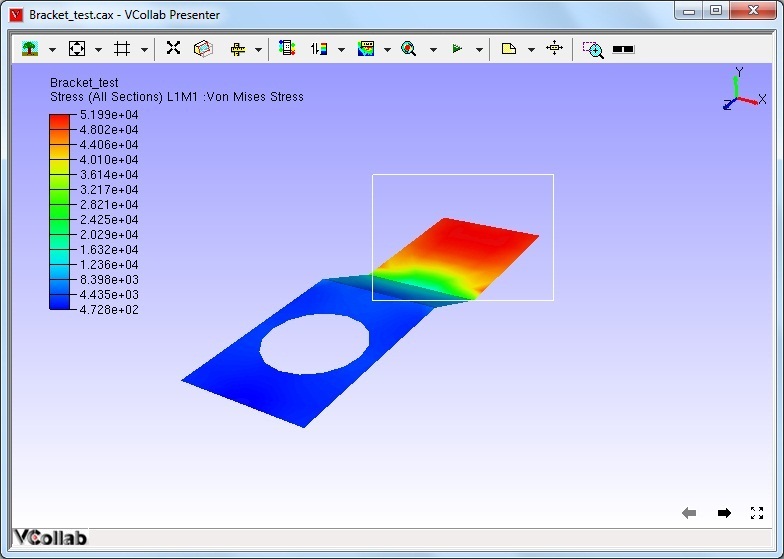 Bracket_test.cax - VCollab Presenter
Bracket_test
Stress (All Sections) L1M1 :Von Mises Stress
5.199e+04
4.802e+04
4.406e+04
4.010e+04
3.614e+04
3.217e+04
2.821e+04
2.425e+04
2.029e+04
1.632e+04
1.236e+04
8.398e+03
4.435e+03
4.728e+02
Y
X
Z
VCollab